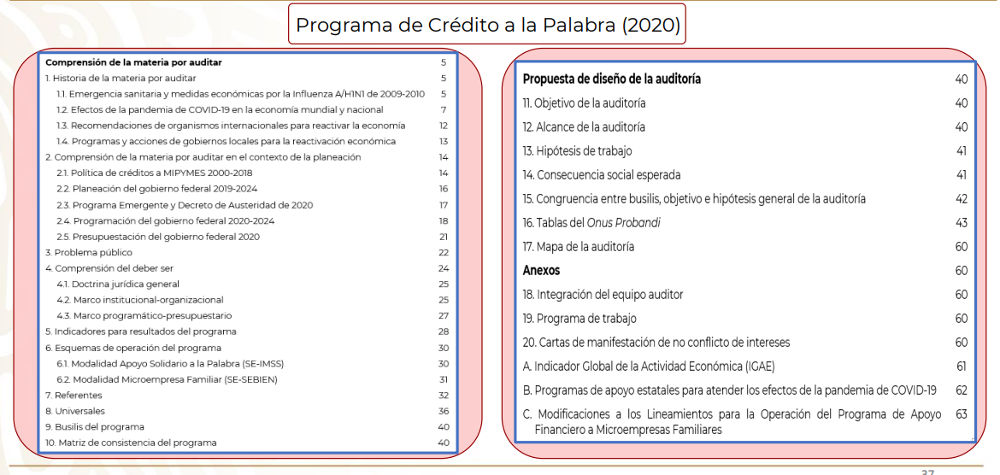 Programa de Crédito a la Palabra (2020)
Comprensión de la materia por auditar 5
1. Historia de la materia por auditar 5
1.1. Emergencia sanitaria y medidas económicas por la Influenza A/H1N1 de 2009-2010 5
1.2. Efectos de la pandemia de COVID-19 en la economía mundial y nacional 7
1.3. Recomendaciones de organismos internacionales para reactivar la economía 12
1.4. Programas y acciones de gobiernos locales para la reactivación económica 13
2. Comprensión de la materia por auditar en el contexto de la planeación 14
2.1. Política de créditos a MIPYMES 2000-2018 14
2.2. Planeación del gobierno federal 2019-2024 16
2.3. Programa Emergente y Decreto de Austeridad de 2020 17
2.4. Programación del gobierno federal 2020-2024 18
2.5. Presupuestación del gobierno federal 2020 21
3. Problema público 22
4. Comprensión del deber ser 24
4.1. Doctrina jurídica general 25
4.2. Marco institucional-organizacional 25
4.3. Marco programático-presupuestario 27
5. Indicadores para resultados del programa 28
6. Esquemas de operación del programa 30
6.1. Modalidad Apoyo Solidario a la Palabra (SE-IMSS) 30
6.2. Modalidad Microempresa Familiar (SE-SEBIEN) 31
7. Referentes 32
8. Universales 36
9. Busilis del programa 40
10. Matriz de consistencia del programa 40
Propuesta de diseño de la auditoría 40
11. Objetivo de la auditoría 40
12. Alcance de la auditoría 40
13. Hipótesis de trabajo 41
14. Consecuencia social esperada 41
15. Congruencia entre busilis, objetivo e hipótesis general de la auditoría 42
16. Tablas del Onus Probandi 43
17. Mapa de la auditoría 60
Anexos 60
18. Integración del equipo auditor 60
19. Programa de trabajo 60
20. Cartas de manifestación de no conflicto de intereses 60
A. Indicador Global de la Actividad Económica (IGAE) 61
B. Programas de apoyo estatales para atender los efectos de la pandemia de COVID-19 62
C. Modificaciones a los Lineamientos para la Operación del Programa de Apoyo 63
Financiero a Microempresas Familiares
37